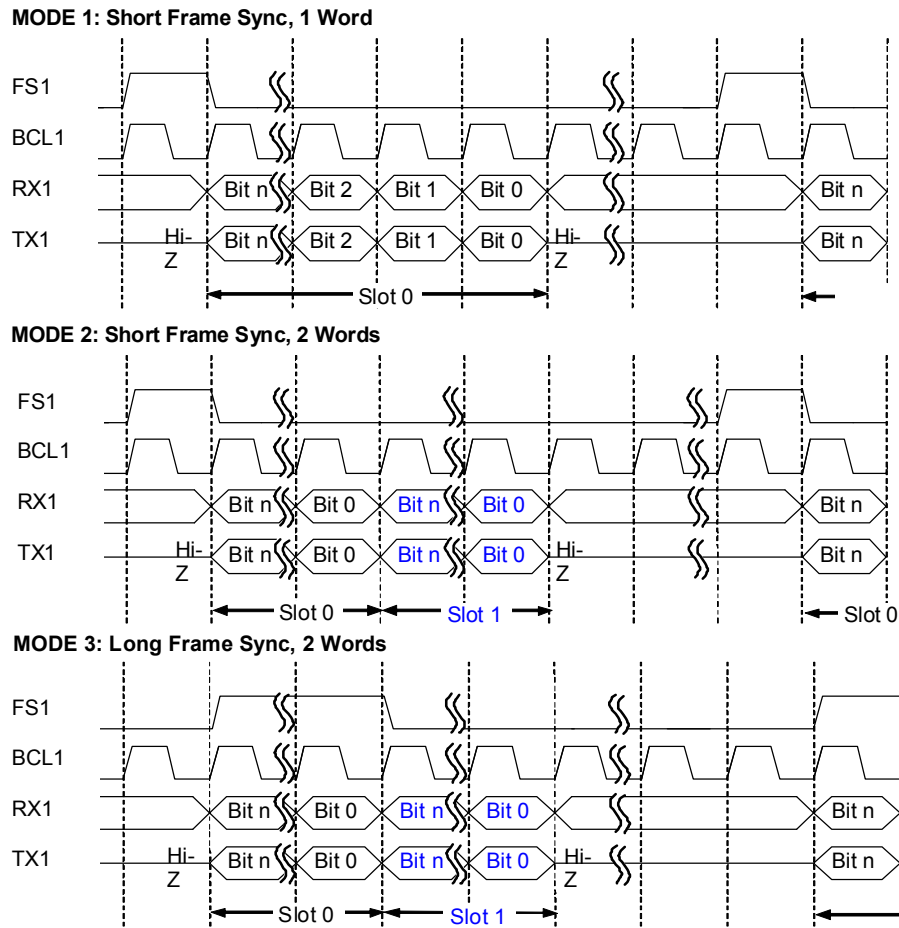 MODE 1: Short Frame Sync, 1 Word
FS1
BCL1
RX1 Bit n Bit 2 Bit 1 Bit 0 Bit n
TX1 Hi-Z Bit n Bit 2 Bit 1 Bit 0 Hi-Z Bit n
Slot 0
MODE 2: Short Frame Sync, 2 Words
FS1
BCL1
RX1 Bit n Bit 0 Bit n Bit 0 Bit n
TX1 Hi-Z Bit n Bit 0 Bit n Bit 0 Hi-Z Bit n
Slot 0 Slot 1 Slot 0
MODE 3: Long Frame Sync, 2 Words
FS1
BCL1
RX1 Bit n Bit 0 Bit n Bit 0 Bit n
TX1 Hi-Z Bit n Bit 0 Bit n Bit 0 Hi-Z Bit n
Slot 0 Slot 1